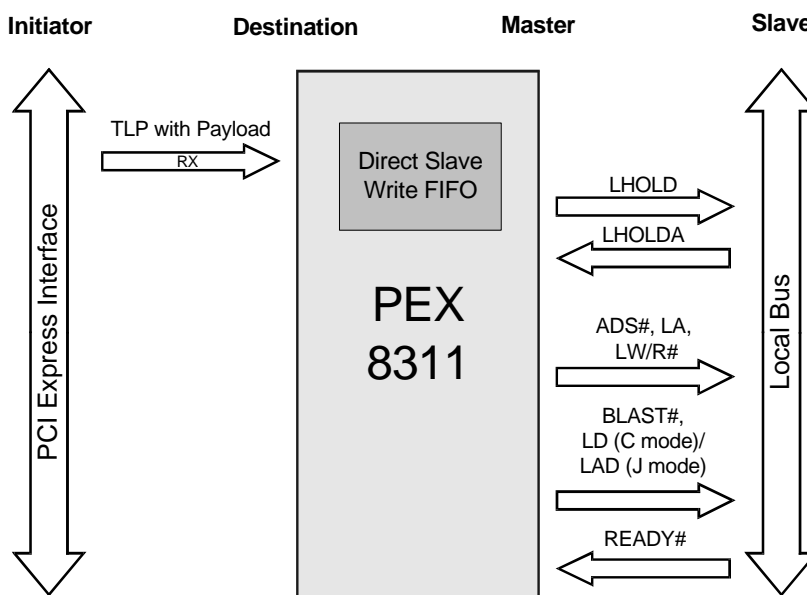 Initiator
Destination
Master
Slave
TLP with Payload
RX
Direct Slave
Write FIFO
LHOLD
LHOLDA
PEX
8311
ADS#, LA,
LW/R#
BLAST#,
LD (C mode)/
LAD (J mode)
READY#
PCI Express Interface
Local Bus